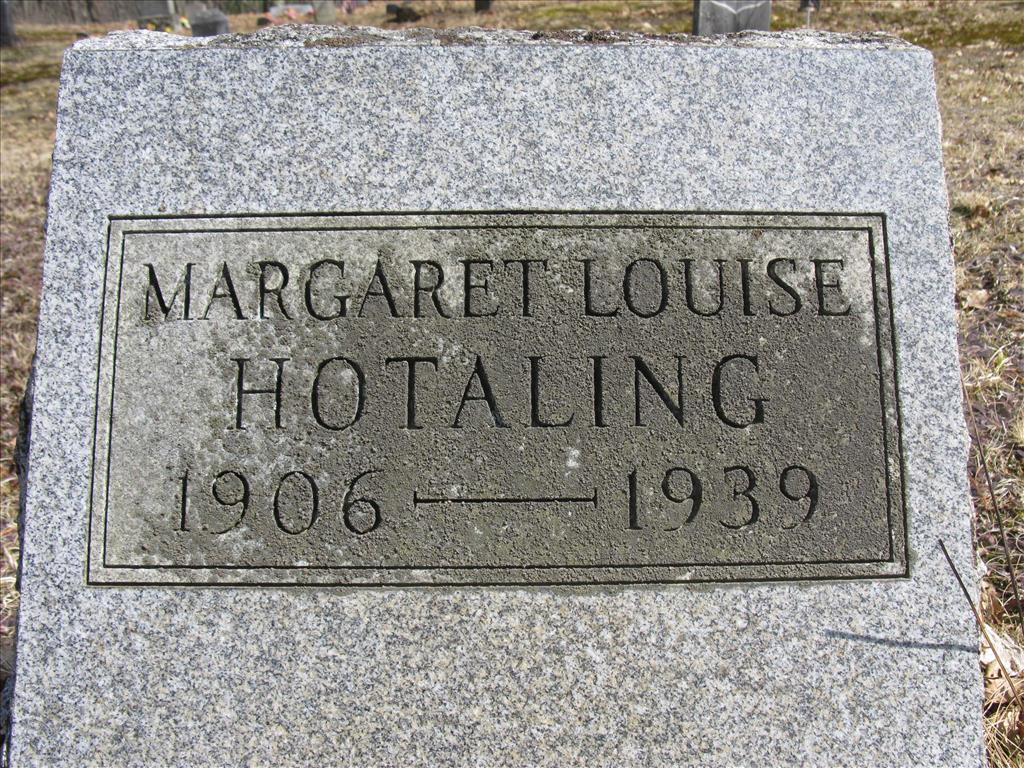 MARGARET LOUISE
HOTALING
1906 — 1939